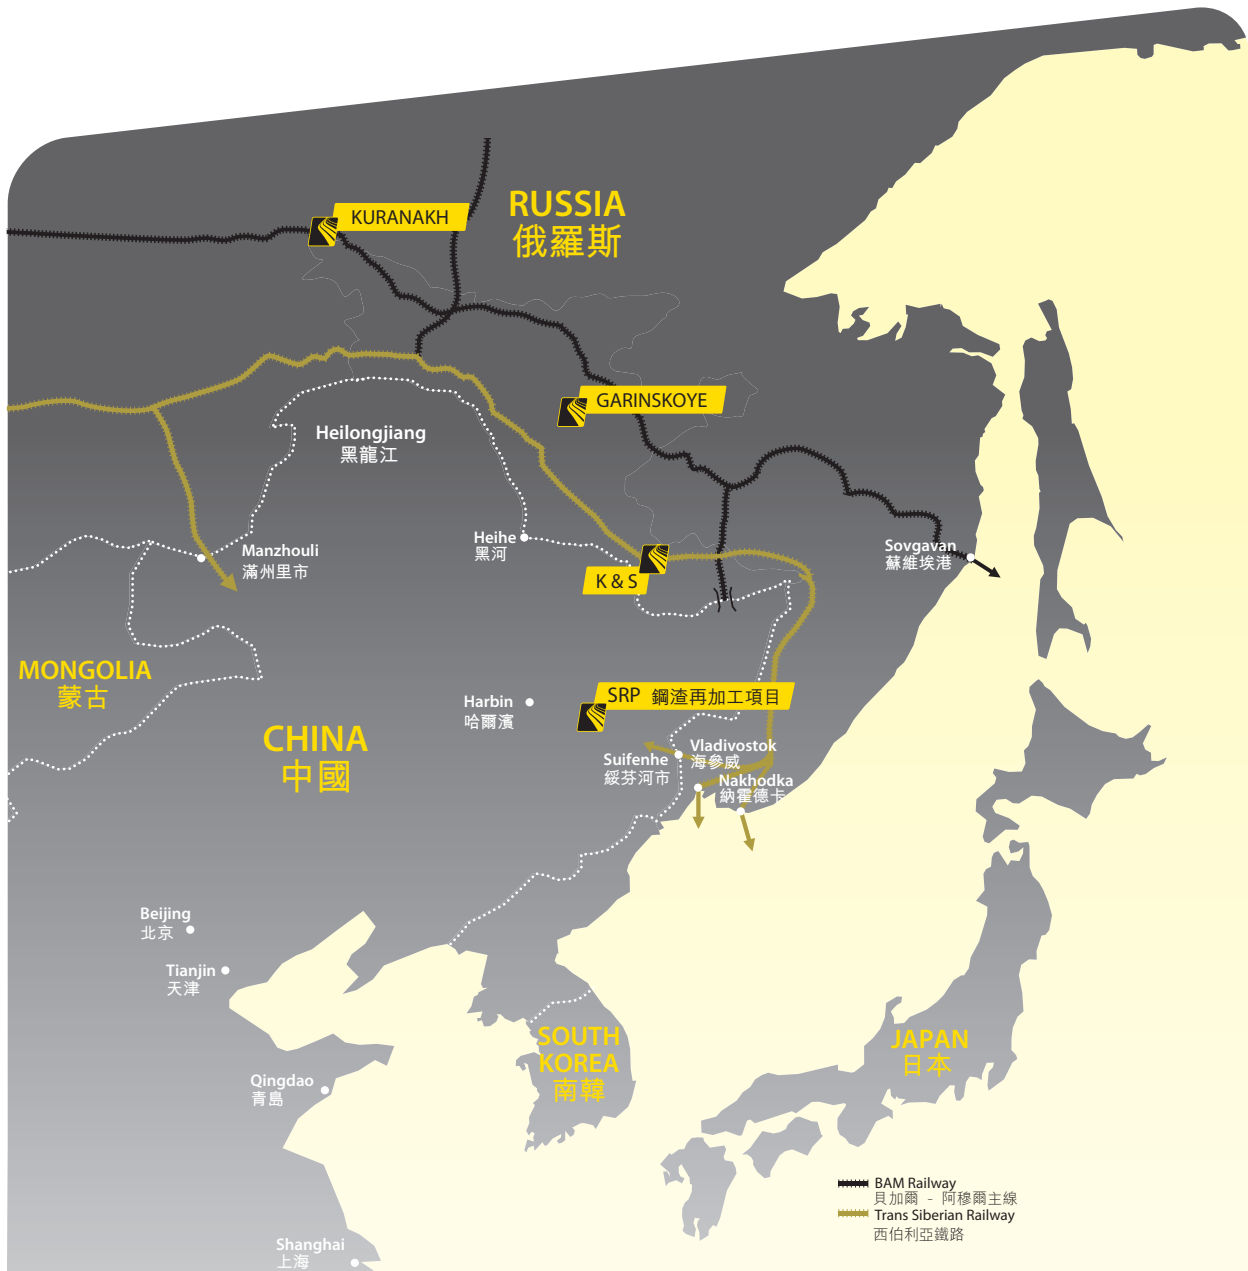 KURANAKH
RUSSIA
俄羅斯
GARINSKOYE
Heilongjiang
黑龍江
Heihe
黑河
Manzhouli
滿州里市
Sovgavan
蘇維埃港
K & S
MONGOLIA
蒙古
SRP 鋼渣再加工項目
Harbin
哈爾濱
CHINA
中國
Vladivostok
海參威
Suifenhe
綏芬河市
Nakhodka
納霍德卡
Beijing
北京
Tianjin
天津
SOUTH
KOREA
南韓
JAPAN
日本
Qingdao
青島
BAM Railway
貝加爾 - 阿穆爾主線
Trans Siberian Railway
西伯利亞鐵路
Shanghai
上海